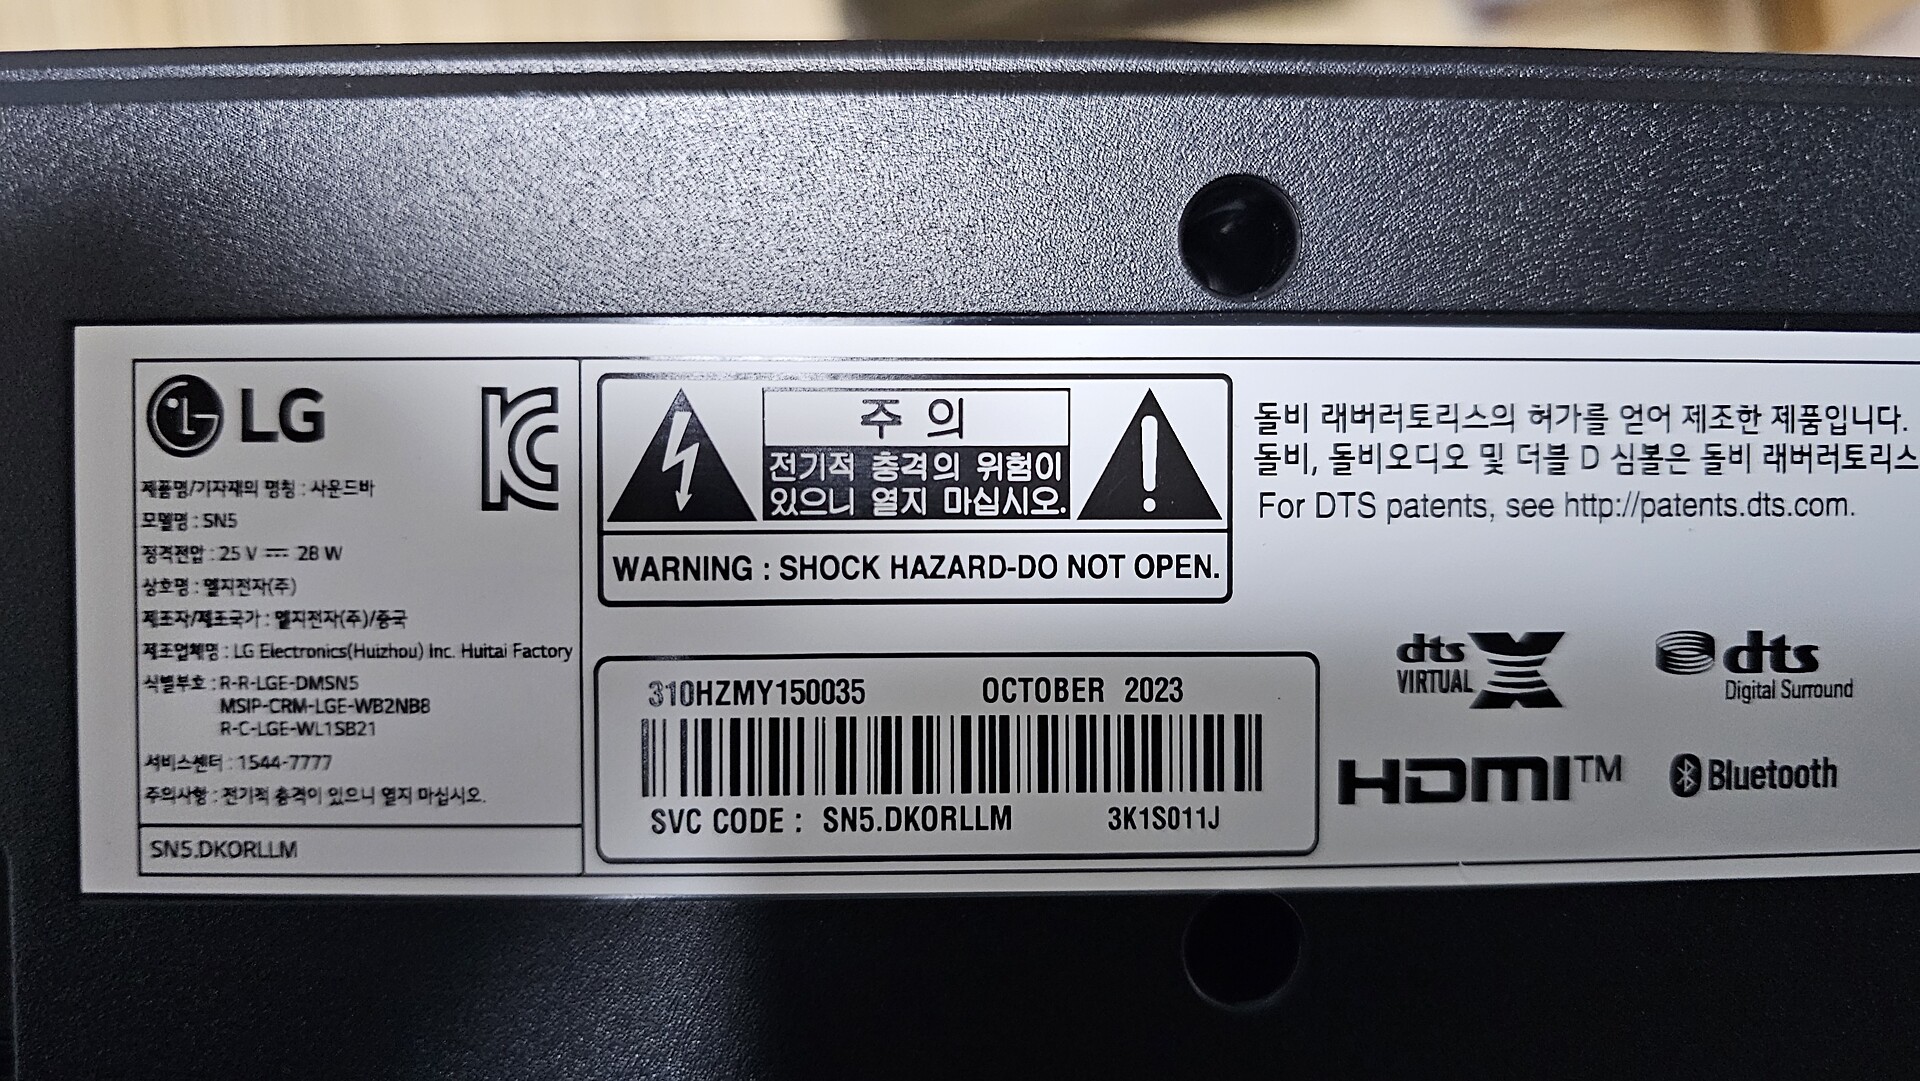 LG
제품명/기자재의 명칭 : 사운드바
모델명 : SN5
정격전압 : 25 V ⎓ 28 W
상호명 : 엘지전자(주)
제조자/제조국가 : 엘지전자(주)/중국
제조업체명 : LG Electronics(Huizhou) Inc. Huitai Factory
식별부호 : R-R-LGE-DMSN5
MSIP-CRM-LGE-WB2NB8
R-C-LGE-WL1SB21
서비스센터 : 1544-7777
주의사항 : 전기적 충격이 있으니 열지 마십시오.
SN5.DKORLLM
주 의
전기적 충격의 위험이
있으니 열지 마십시오.
WARNING : SHOCK HAZARD-DO NOT OPEN.
310HZMY150035 OCTOBER 2023
SVC CODE : SN5.DKORLLM 3K1S011J
돌비 래버러토리스의 허가를 얻어 제조한 제품입니다.
돌비, 돌비오디오 및 더블 D 심볼은 돌비 래버러토리스
For DTS patents, see http://patents.dts.com.
dts X
VIRTUAL
dts
Digital Surround
HDMI™
Bluetooth